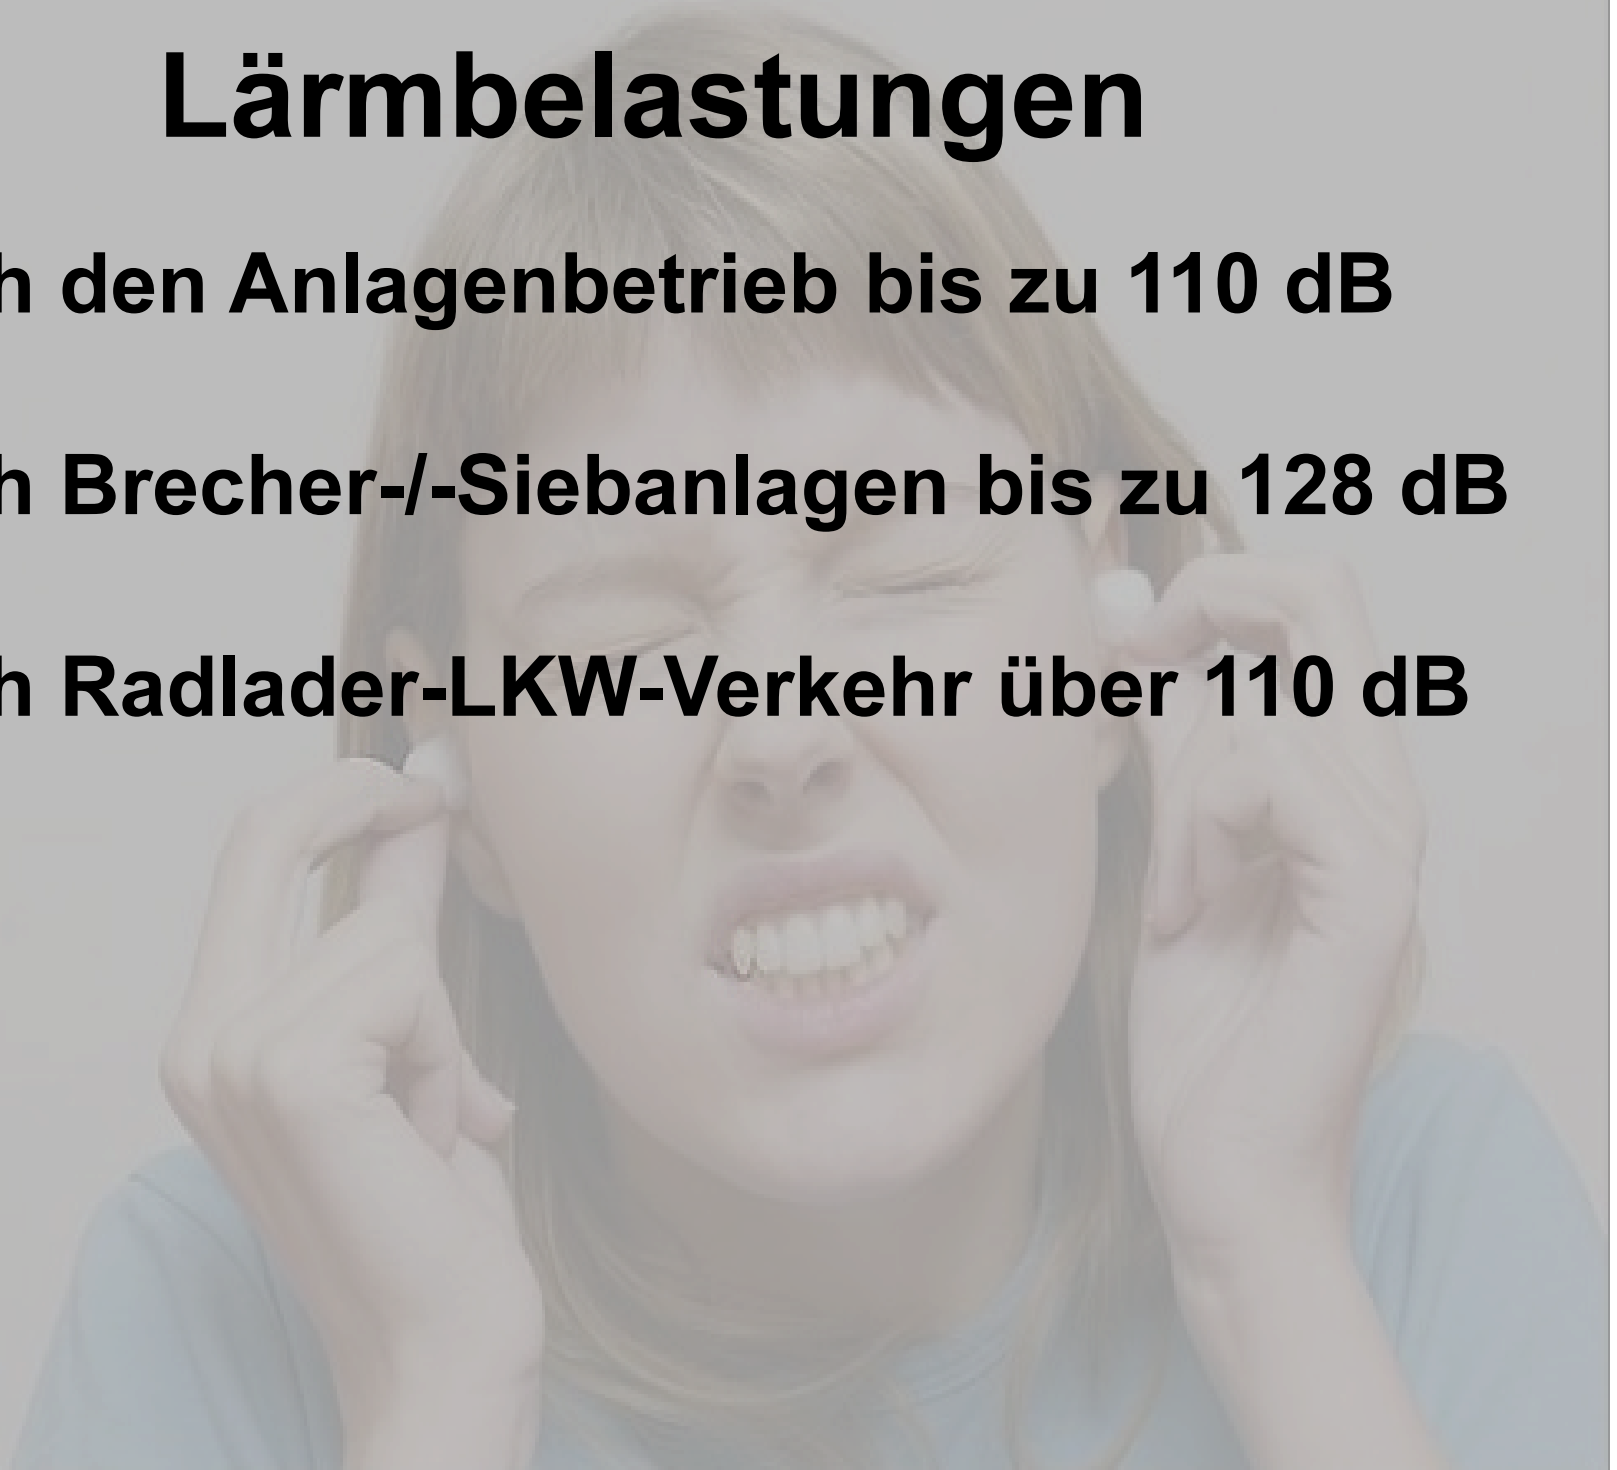 Lärmbelastungen
h den Anlagenbetrieb bis zu 110 dB
h Brecher-/-Siebanlagen bis zu 128 dB
h Radlader-LKW-Verkehr über 110 dB